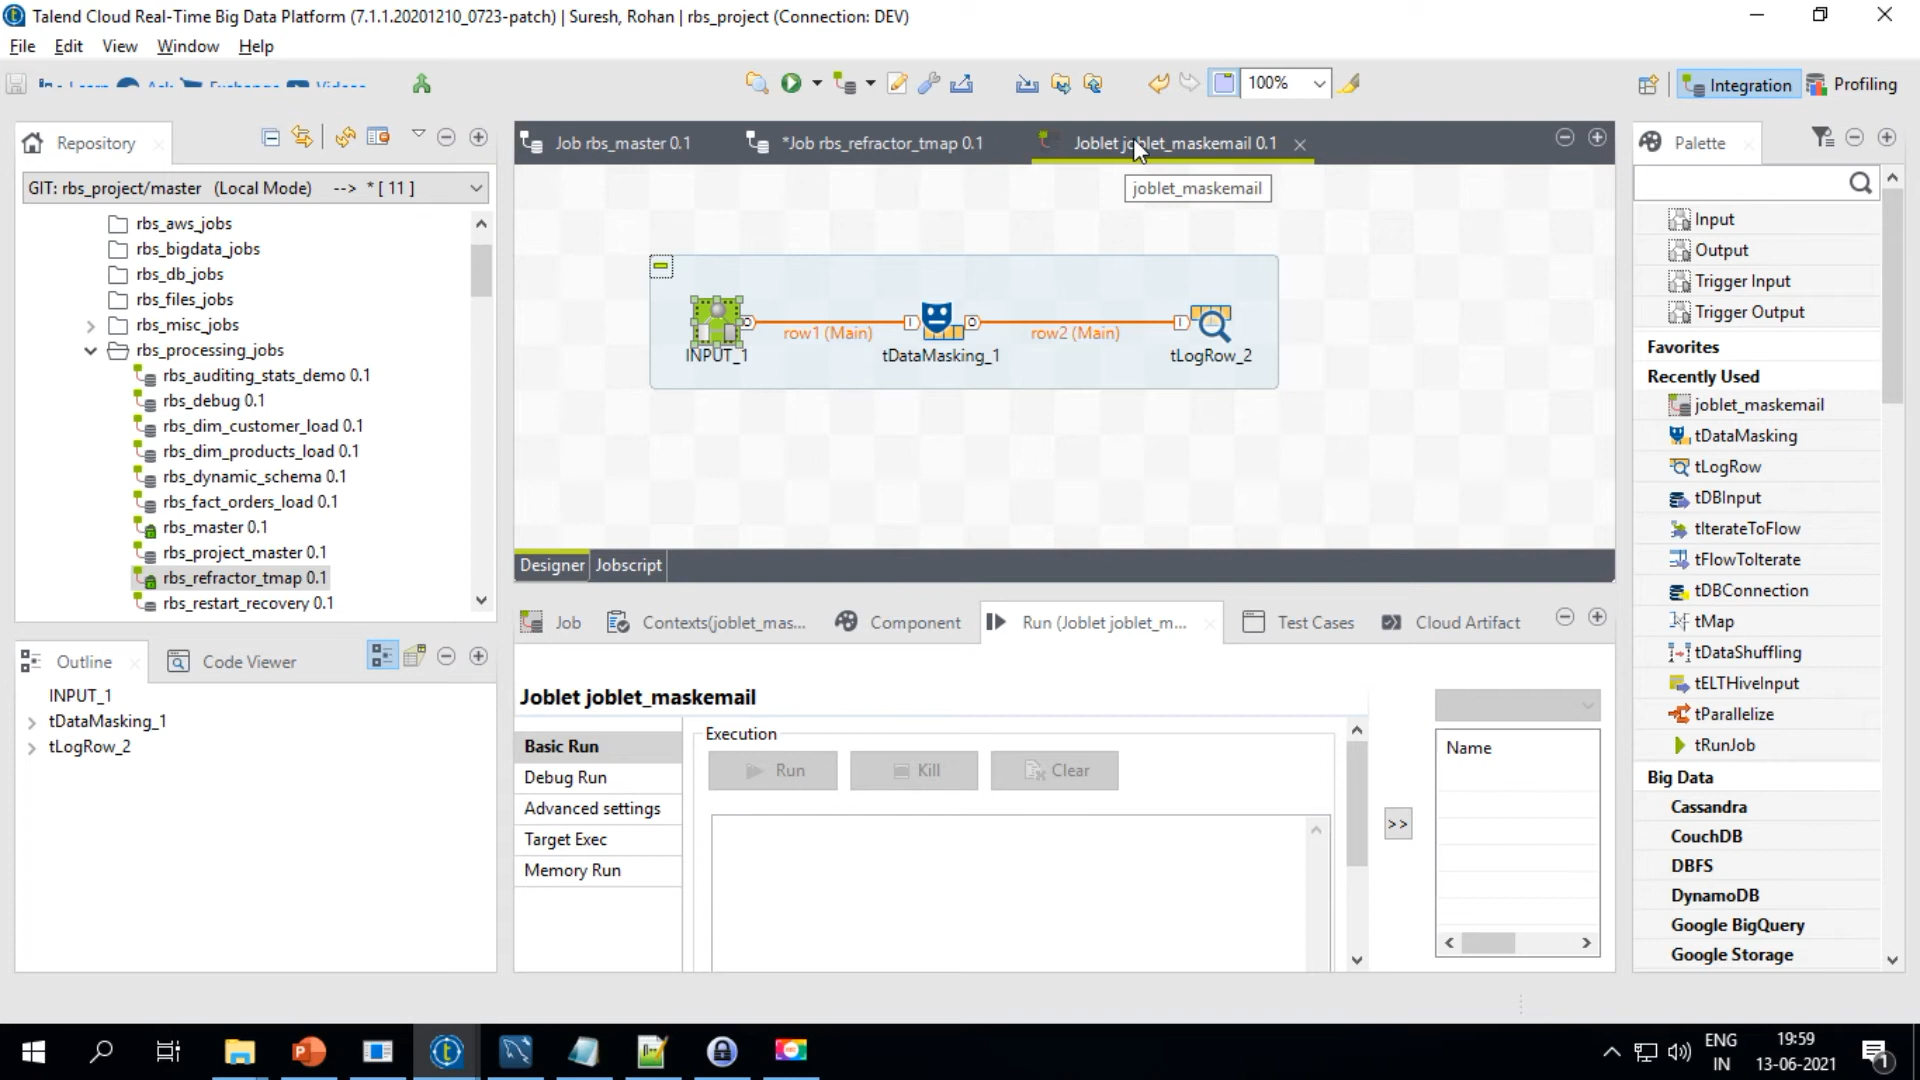 Talend Cloud Real-Time Big Data Platform (7.1.1.20201210_0723-patch) | Suresh, Rohan | rbs_project (Connection: DEV)
File Edit View Window Help
100%
Integration
Profiling
Repository
GIT: rbs_project/master (Local Mode) --> * [ 11 ]
rbs_aws_jobs
rbs_bigdata_jobs
rbs_db_jobs
rbs_files_jobs
rbs_misc_jobs
rbs_processing_jobs
rbs_auditing_stats_demo 0.1
rbs_debug 0.1
rbs_dim_customer_load 0.1
rbs_dim_products_load 0.1
rbs_dynamic_schema 0.1
rbs_fact_orders_load 0.1
rbs_master 0.1
rbs_project_master 0.1
rbs_refractor_tmap 0.1
rbs_restart_recovery 0.1
Outline
Code Viewer
INPUT_1
tDataMasking_1
tLogRow_2
Job rbs_master 0.1
*Job rbs_refractor_tmap 0.1
Joblet joblet_maskemail 0.1
joblet_maskemail
row1 (Main)
row2 (Main)
INPUT_1
tDataMasking_1
tLogRow_2
Designer
Jobscript
Job
Contexts(joblet_mas...
Component
Run (Joblet joblet_m...
Test Cases
Cloud Artifact
Joblet joblet_maskemail
Basic Run
Debug Run
Advanced settings
Target Exec
Memory Run
Execution
Run
Kill
Clear
>>
Name
Palette
Input
Output
Trigger Input
Trigger Output
Favorites
Recently Used
joblet_maskemail
tDataMasking
tLogRow
tDBInput
tIterateToFlow
tFlowToIterate
tDBConnection
tMap
tDataShuffling
tELTHiveInput
tParallelize
tRunJob
Big Data
Cassandra
CouchDB
DBFS
DynamoDB
Google BigQuery
Google Storage
ENG
IN
19:59
13-06-2021
1